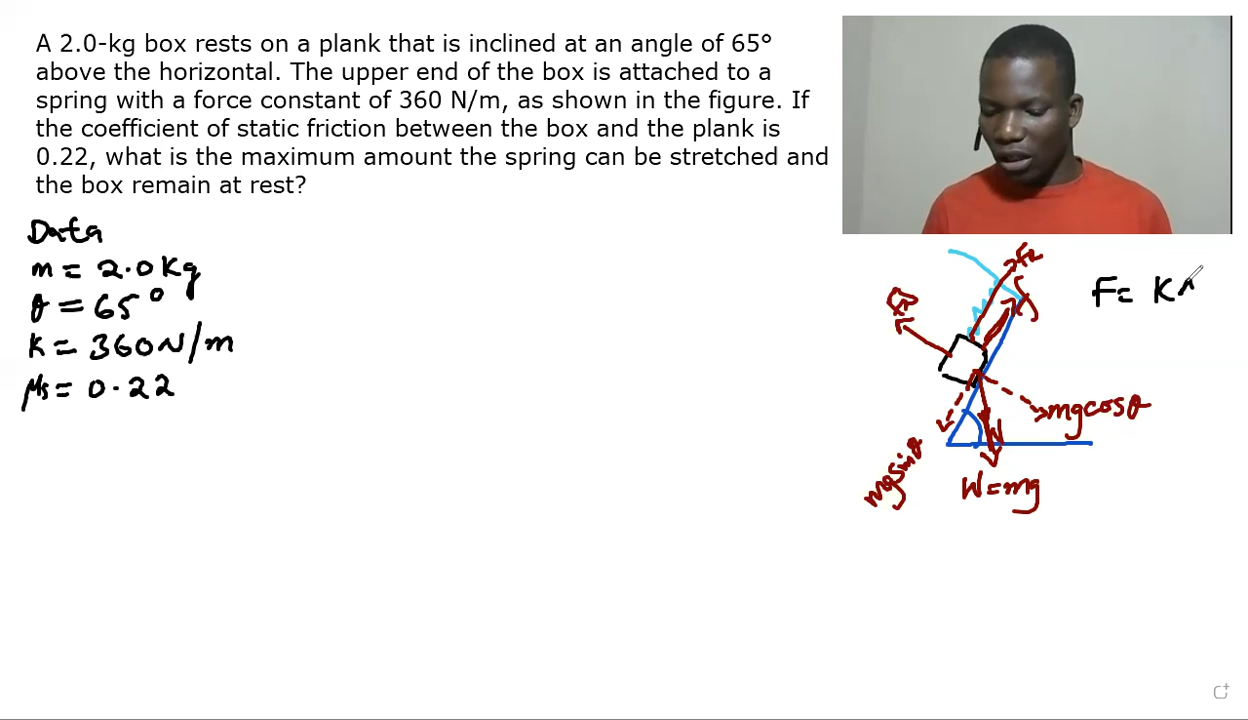 A 2.0-kg box rests on a plank that is inclined at an angle of 65°
above the horizontal. The upper end of the box is attached to a
spring with a force constant of 360 N/m, as shown in the figure. If
the coefficient of static friction between the box and the plank is
0.22, what is the maximum amount the spring can be stretched and
the box remain at rest?
Data
m = 2.0 Kg
θ = 65°
K = 360N/m
μs = 0.22
F = K
mgcosθ
mgsinθ
W=mg